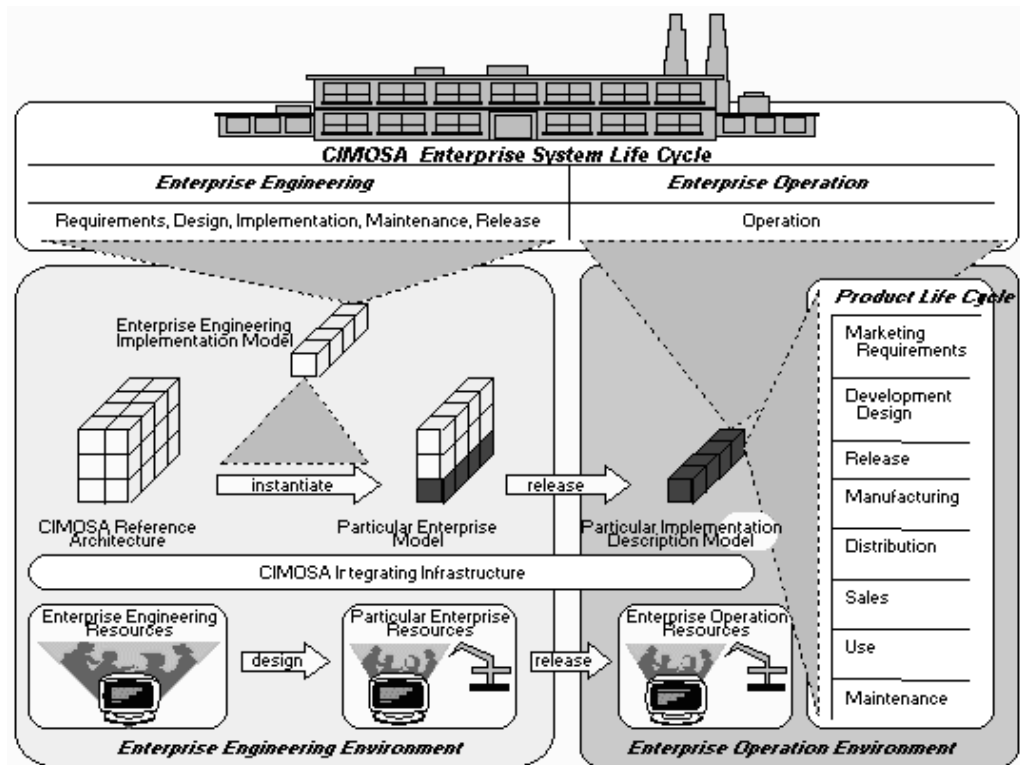 CIMOSA Enterprise System Life Cycle
Enterprise Engineering
Enterprise Operation
Requirements, Design, Implementation, Maintenance, Release
Operation
Enterprise Engineering
Implementation Model
CIMOSA Reference
Architecture
instantiate
Particular Enterprise
Model
release
Particular Implementation
Description Model
CIMOSA Integrating Infrastructure
Enterprise Engineering
Resources
design
Particular Enterprise
Resources
release
Enterprise Operation
Resources
Product Life Cycle
Marketing
Requirements
Development
Design
Release
Manufacturing
Distribution
Sales
Use
Maintenance
Enterprise Engineering Environment
Enterprise Operation Environment